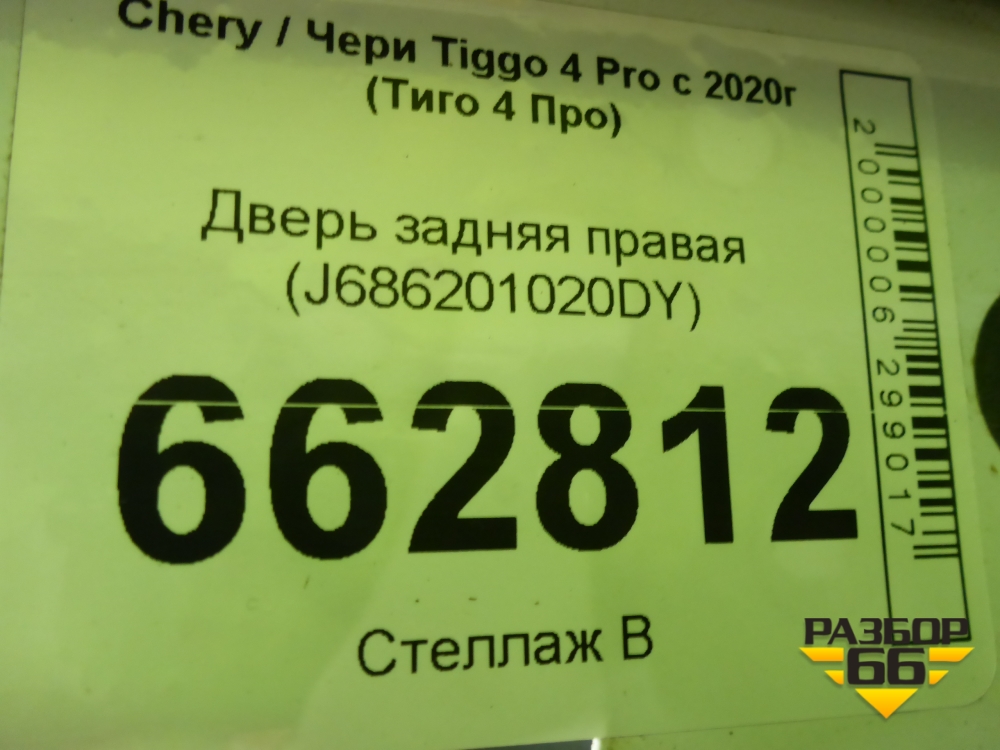 Chery / Чери Tiggo 4 Pro с 2020г
(Тиго 4 Про)
Дверь задняя правая
(J686201020DY)
662812
Стеллаж В
2000006299017
РАЗБОР
66